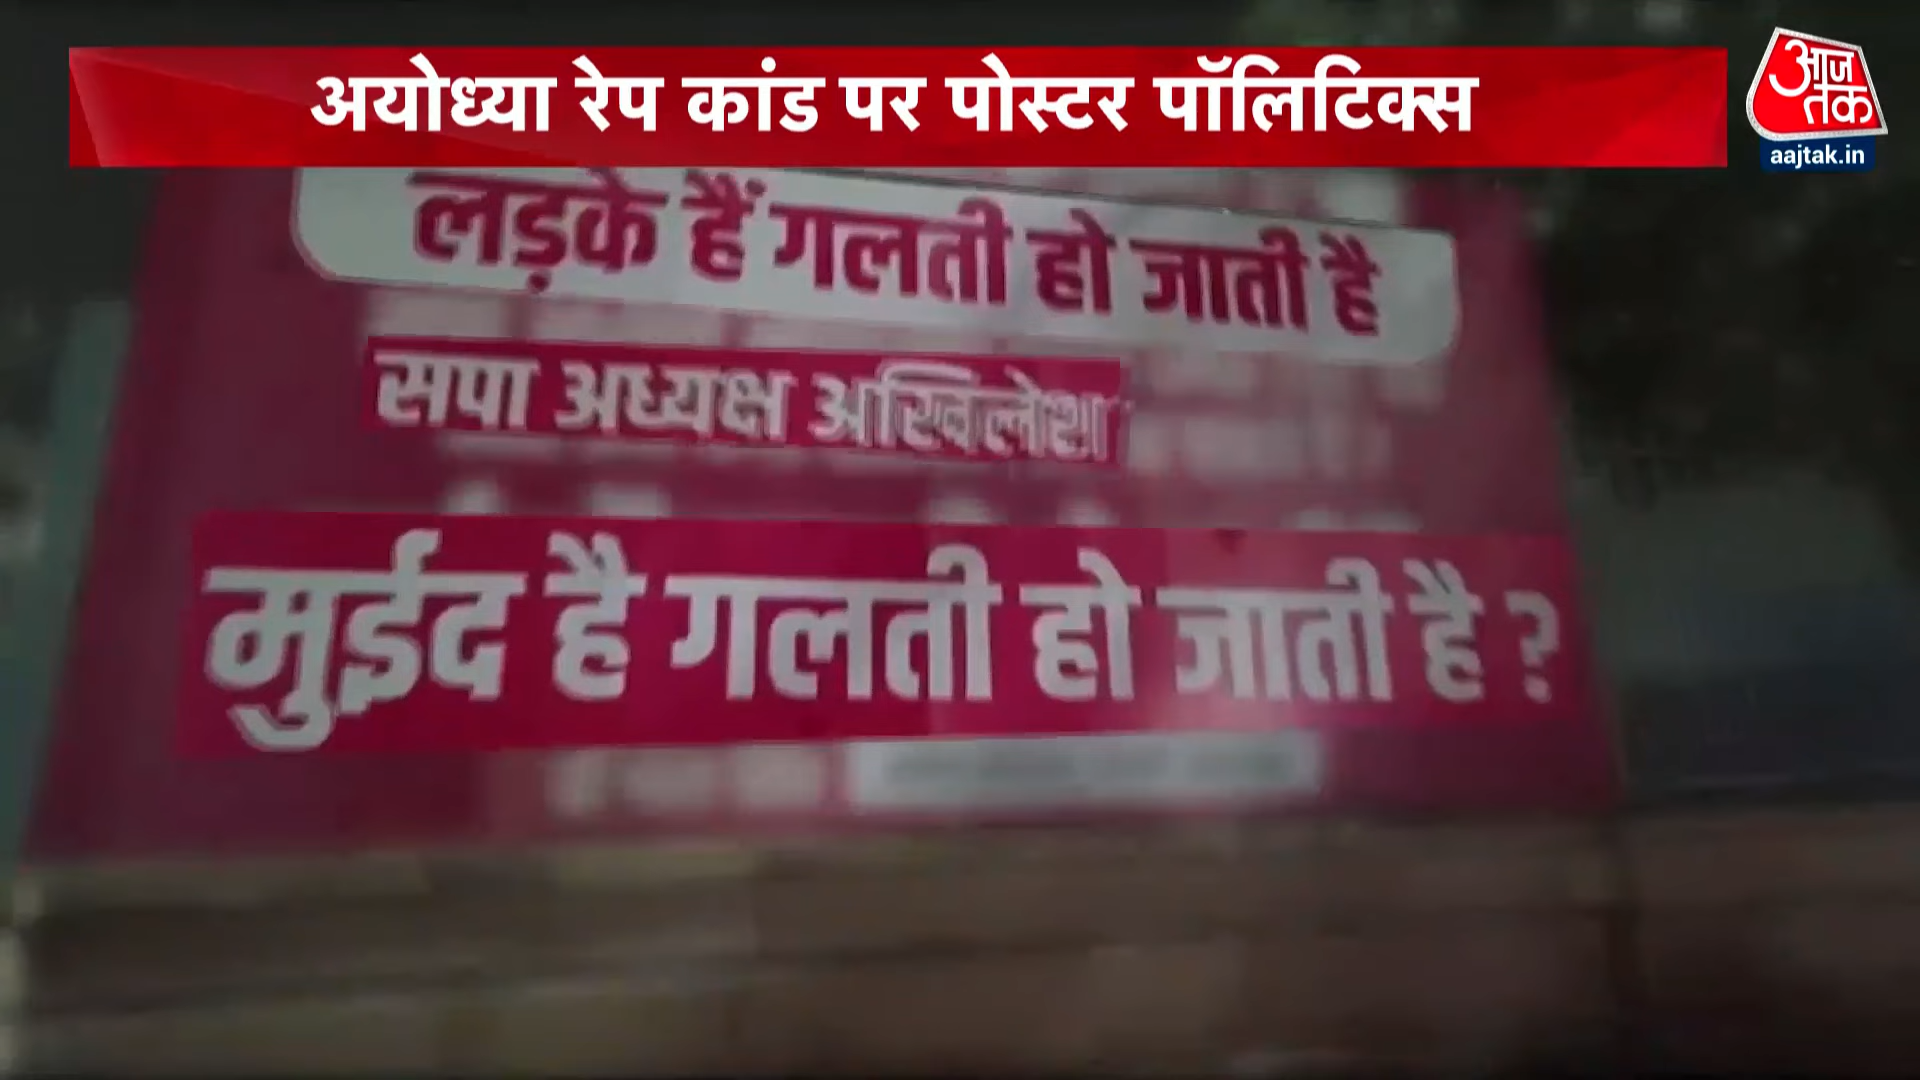 अयोध्या रेप कांड पर पोस्टर पॉलिटिक्स
आज तक
aajtak.in
लड़के हैं गलती हो जाती है
सपा अध्यक्ष अखिलेश
मुईद है गलती हो जाती है ?